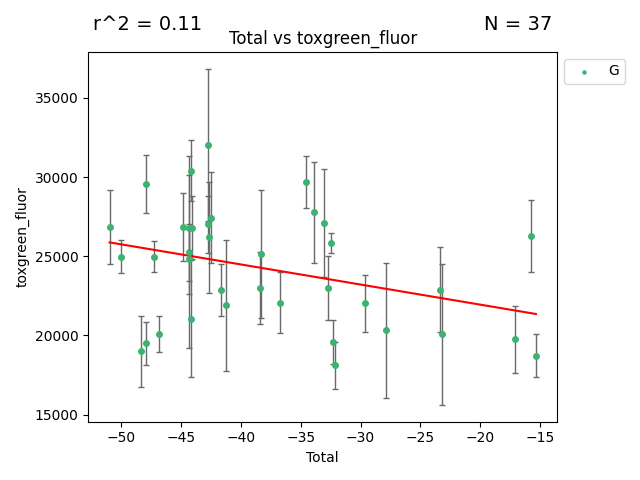 r^2 = 0.11
N = 37
Total vs toxgreen_fluor
G
35000
30000
25000
20000
15000
toxgreen_fluor
−50
−45
−40
−35
−30
−25
−20
−15
Total